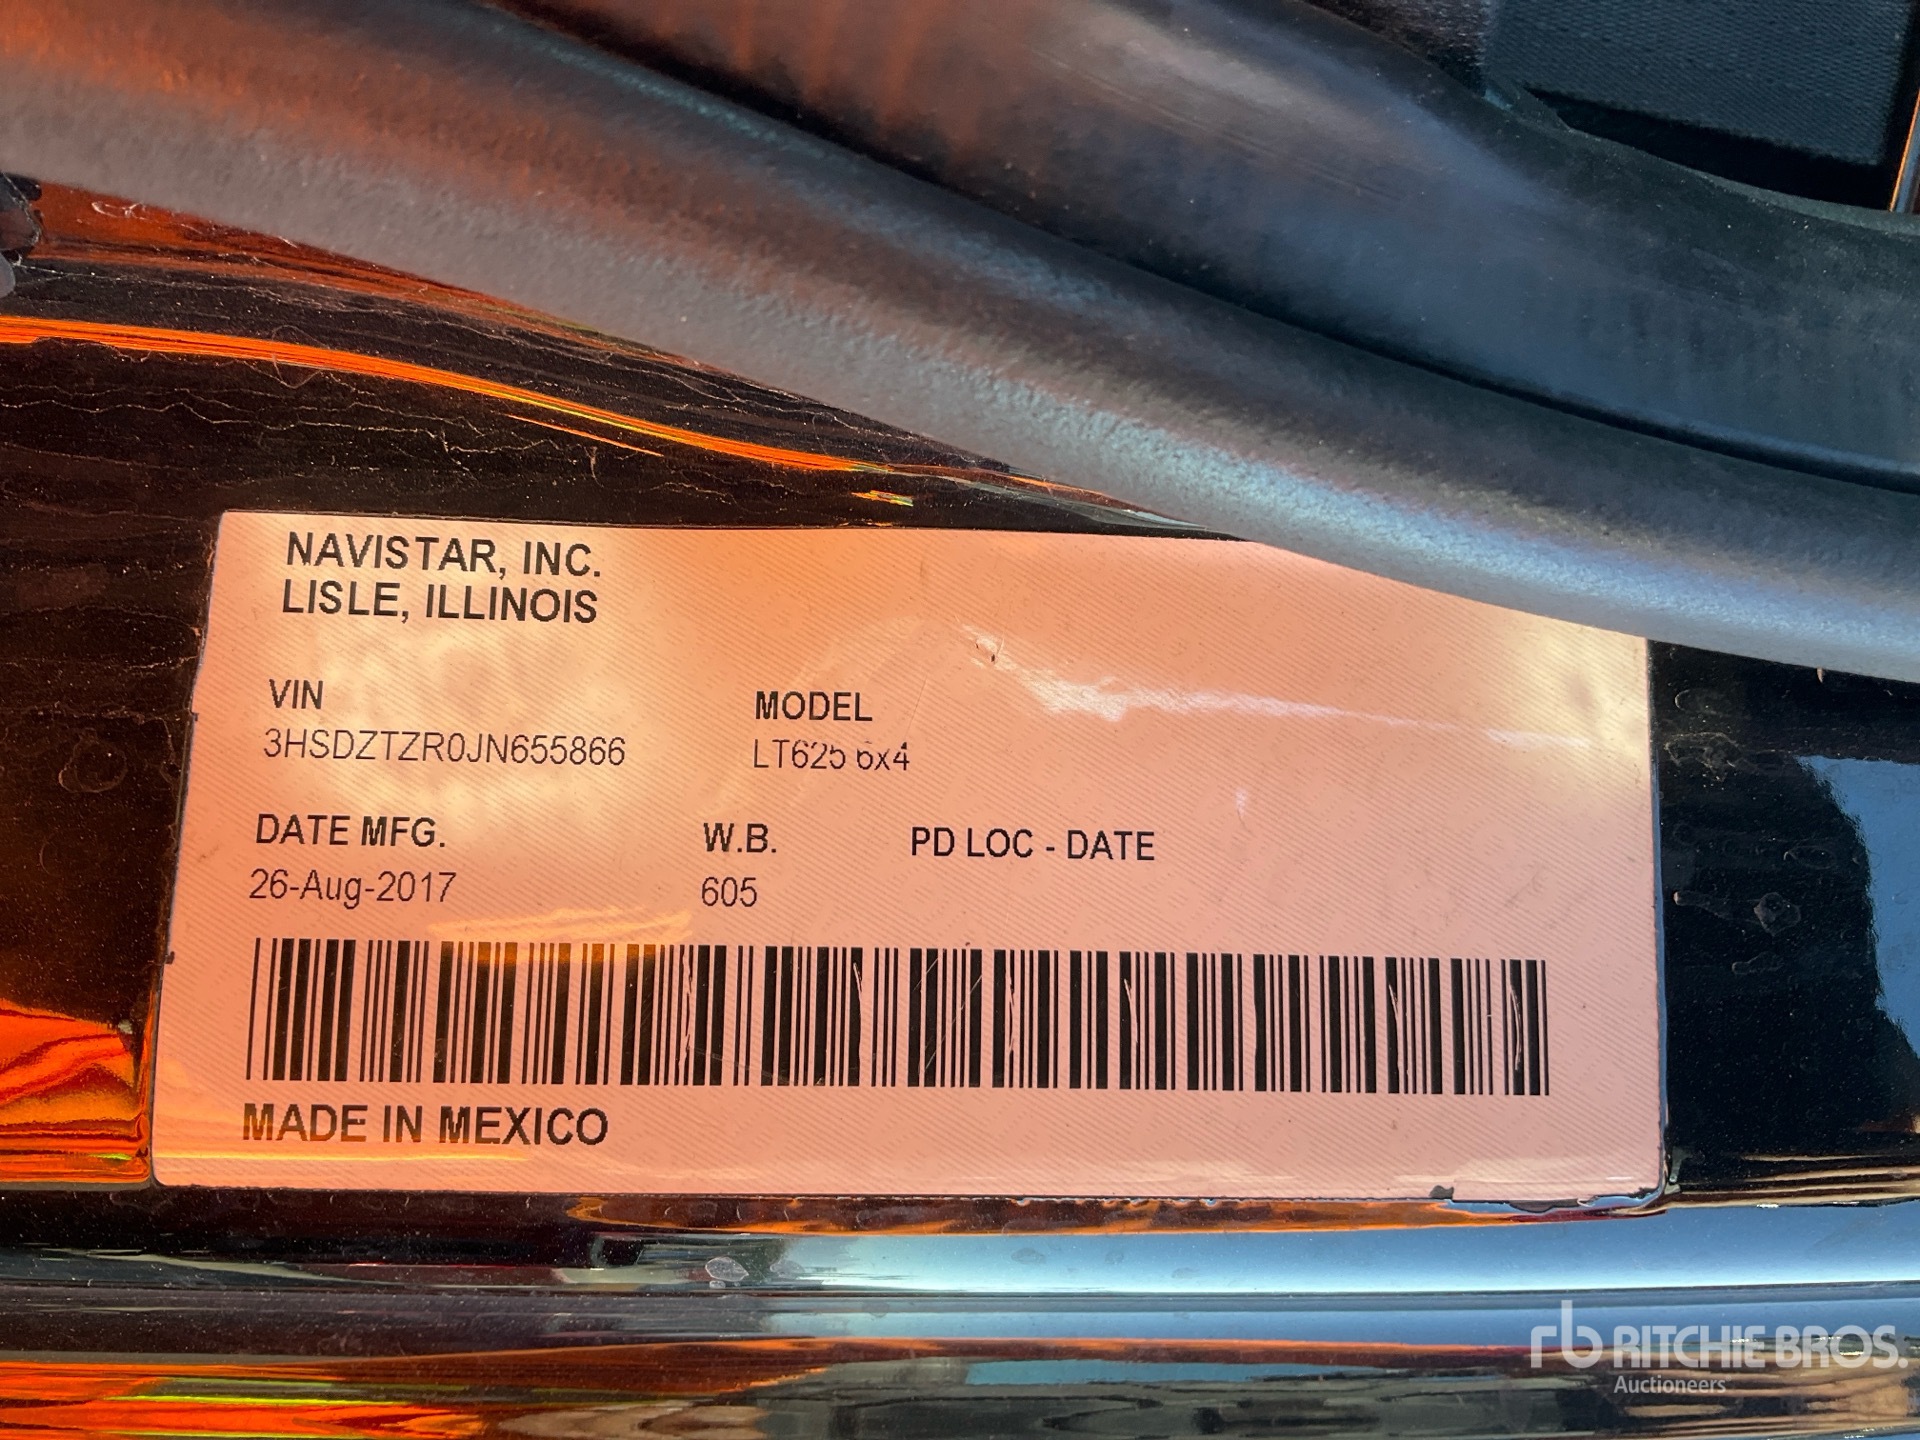 NAVISTAR, INC.
LISLE, ILLINOIS
VIN MODEL
3HSDZTZR0JN655866 LT625 6x4
DATE MFG. W.B. PD LOC - DATE
26-Aug-2017 605
MADE IN MEXICO
rb RITCHIE BROS.
Auctioneers